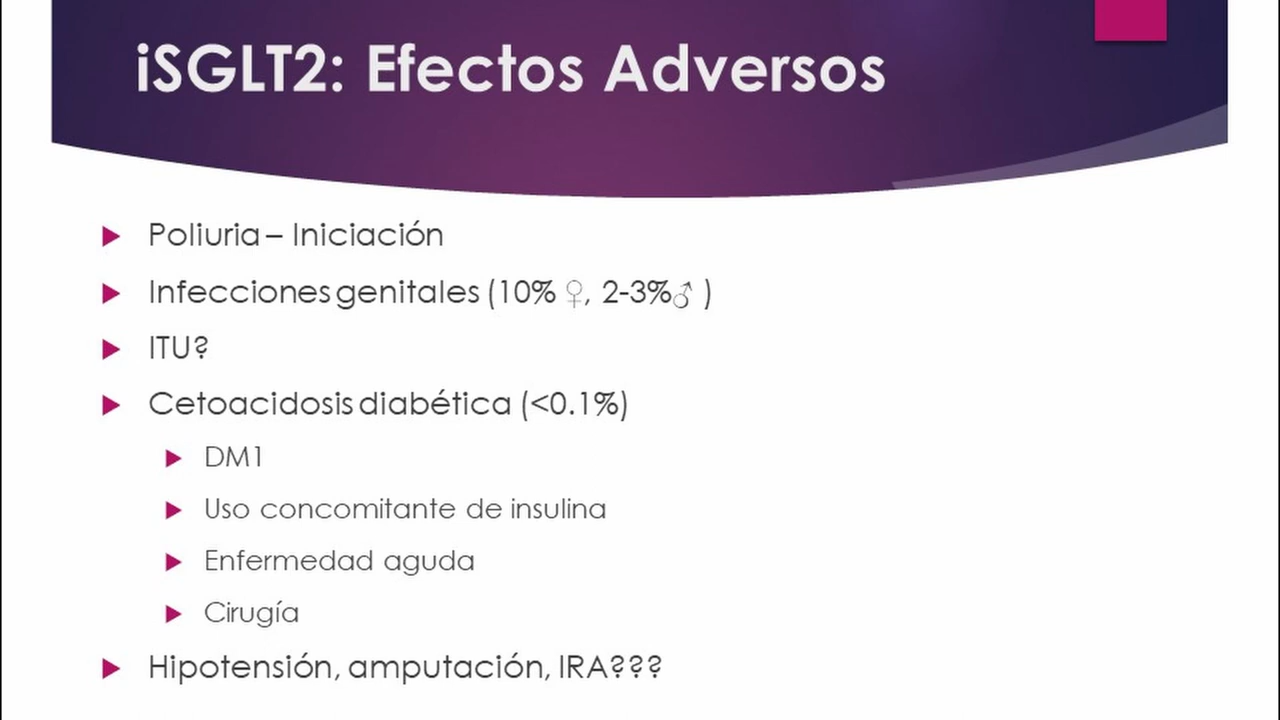 iSGLT2: Efectos Adversos
Poliuria – Iniciación
Infecciones genitales (10% ♀, 2-3%♂ )
ITU?
Cetoacidosis diabética (<0.1%)
DM1
Uso concomitante de insulina
Enfermedad aguda
Cirugía
Hipotensión, amputación, IRA???